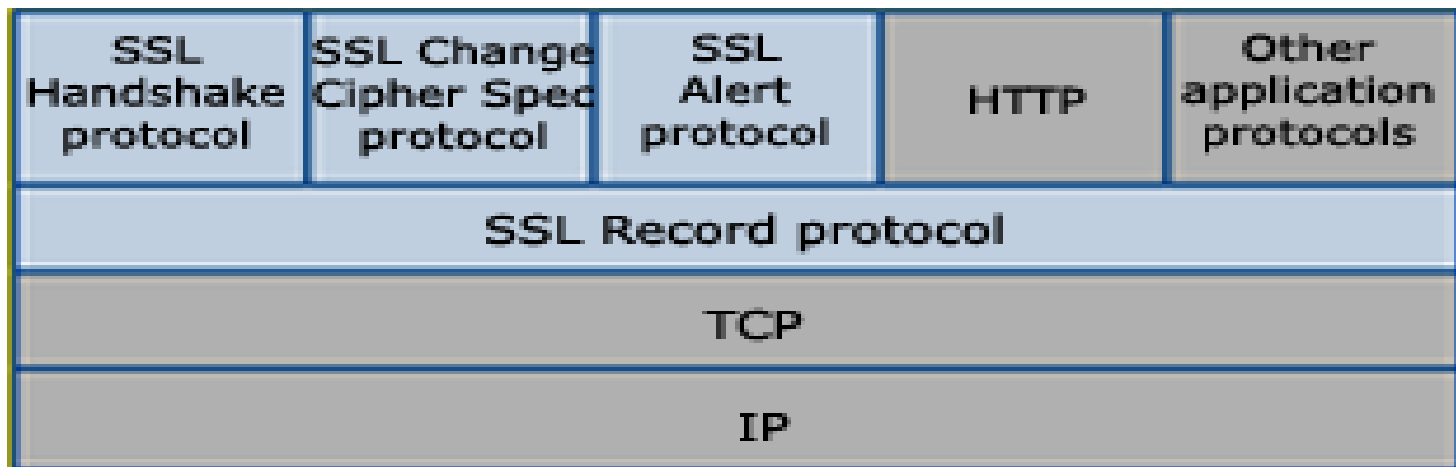 SSL
Handshake
protocol
SSL Change
Cipher Spec
protocol
SSL
Alert
protocol
HTTP
Other
application
protocols
SSL Record protocol
TCP
IP